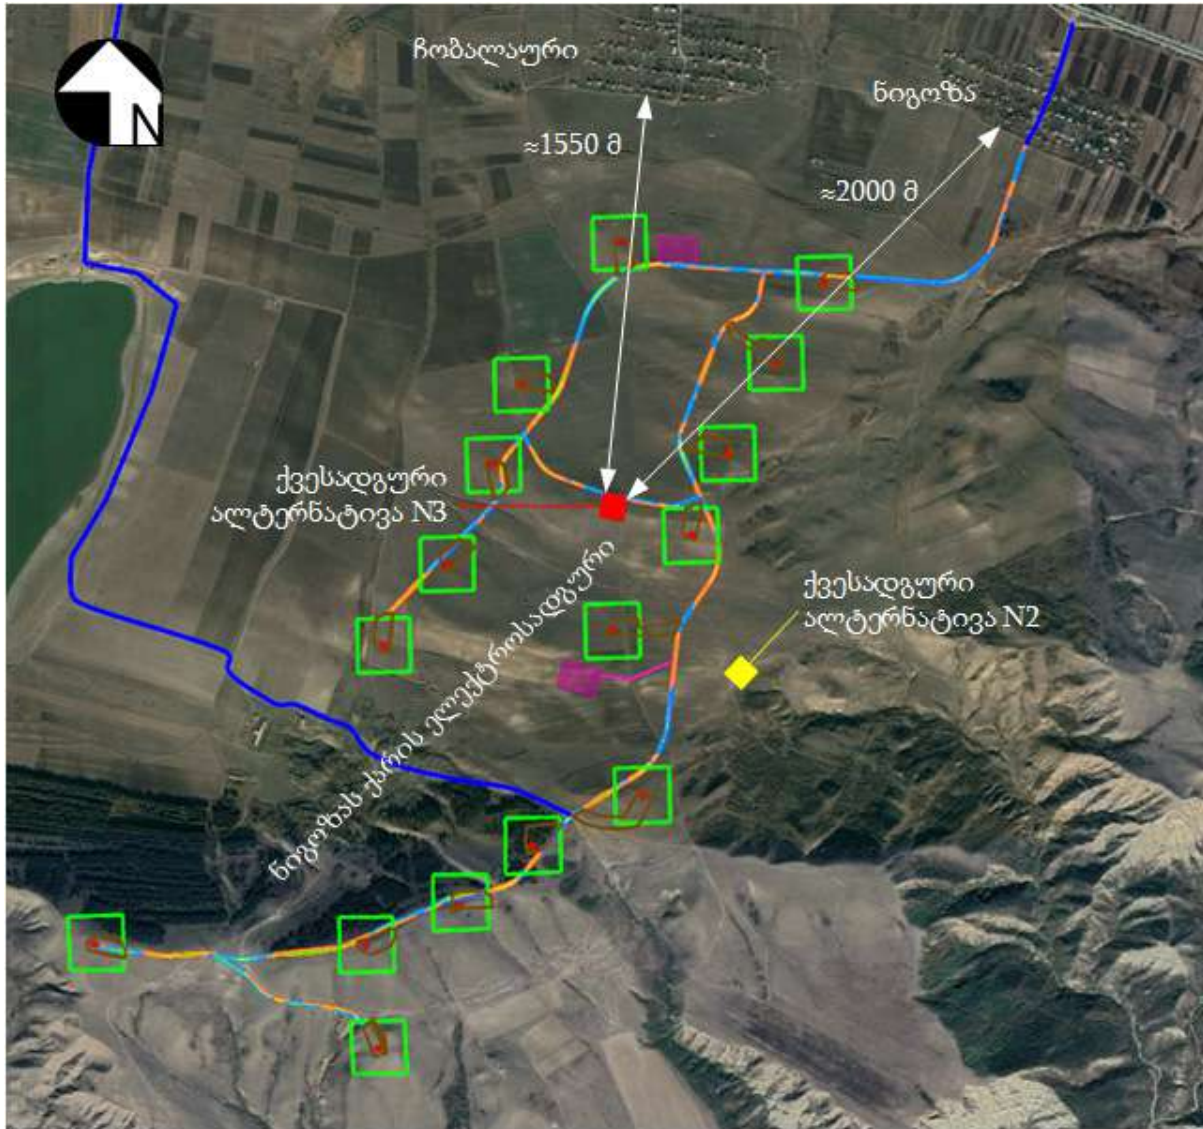 ჩობალაური
ნიგოზა
≈1550 მ
≈2000 მ
N
ქვესადგური
ალტერნატივა N3
ქვესადგური
ალტერნატივა N2
ნიგოზას ქარის ელექტროსადგური